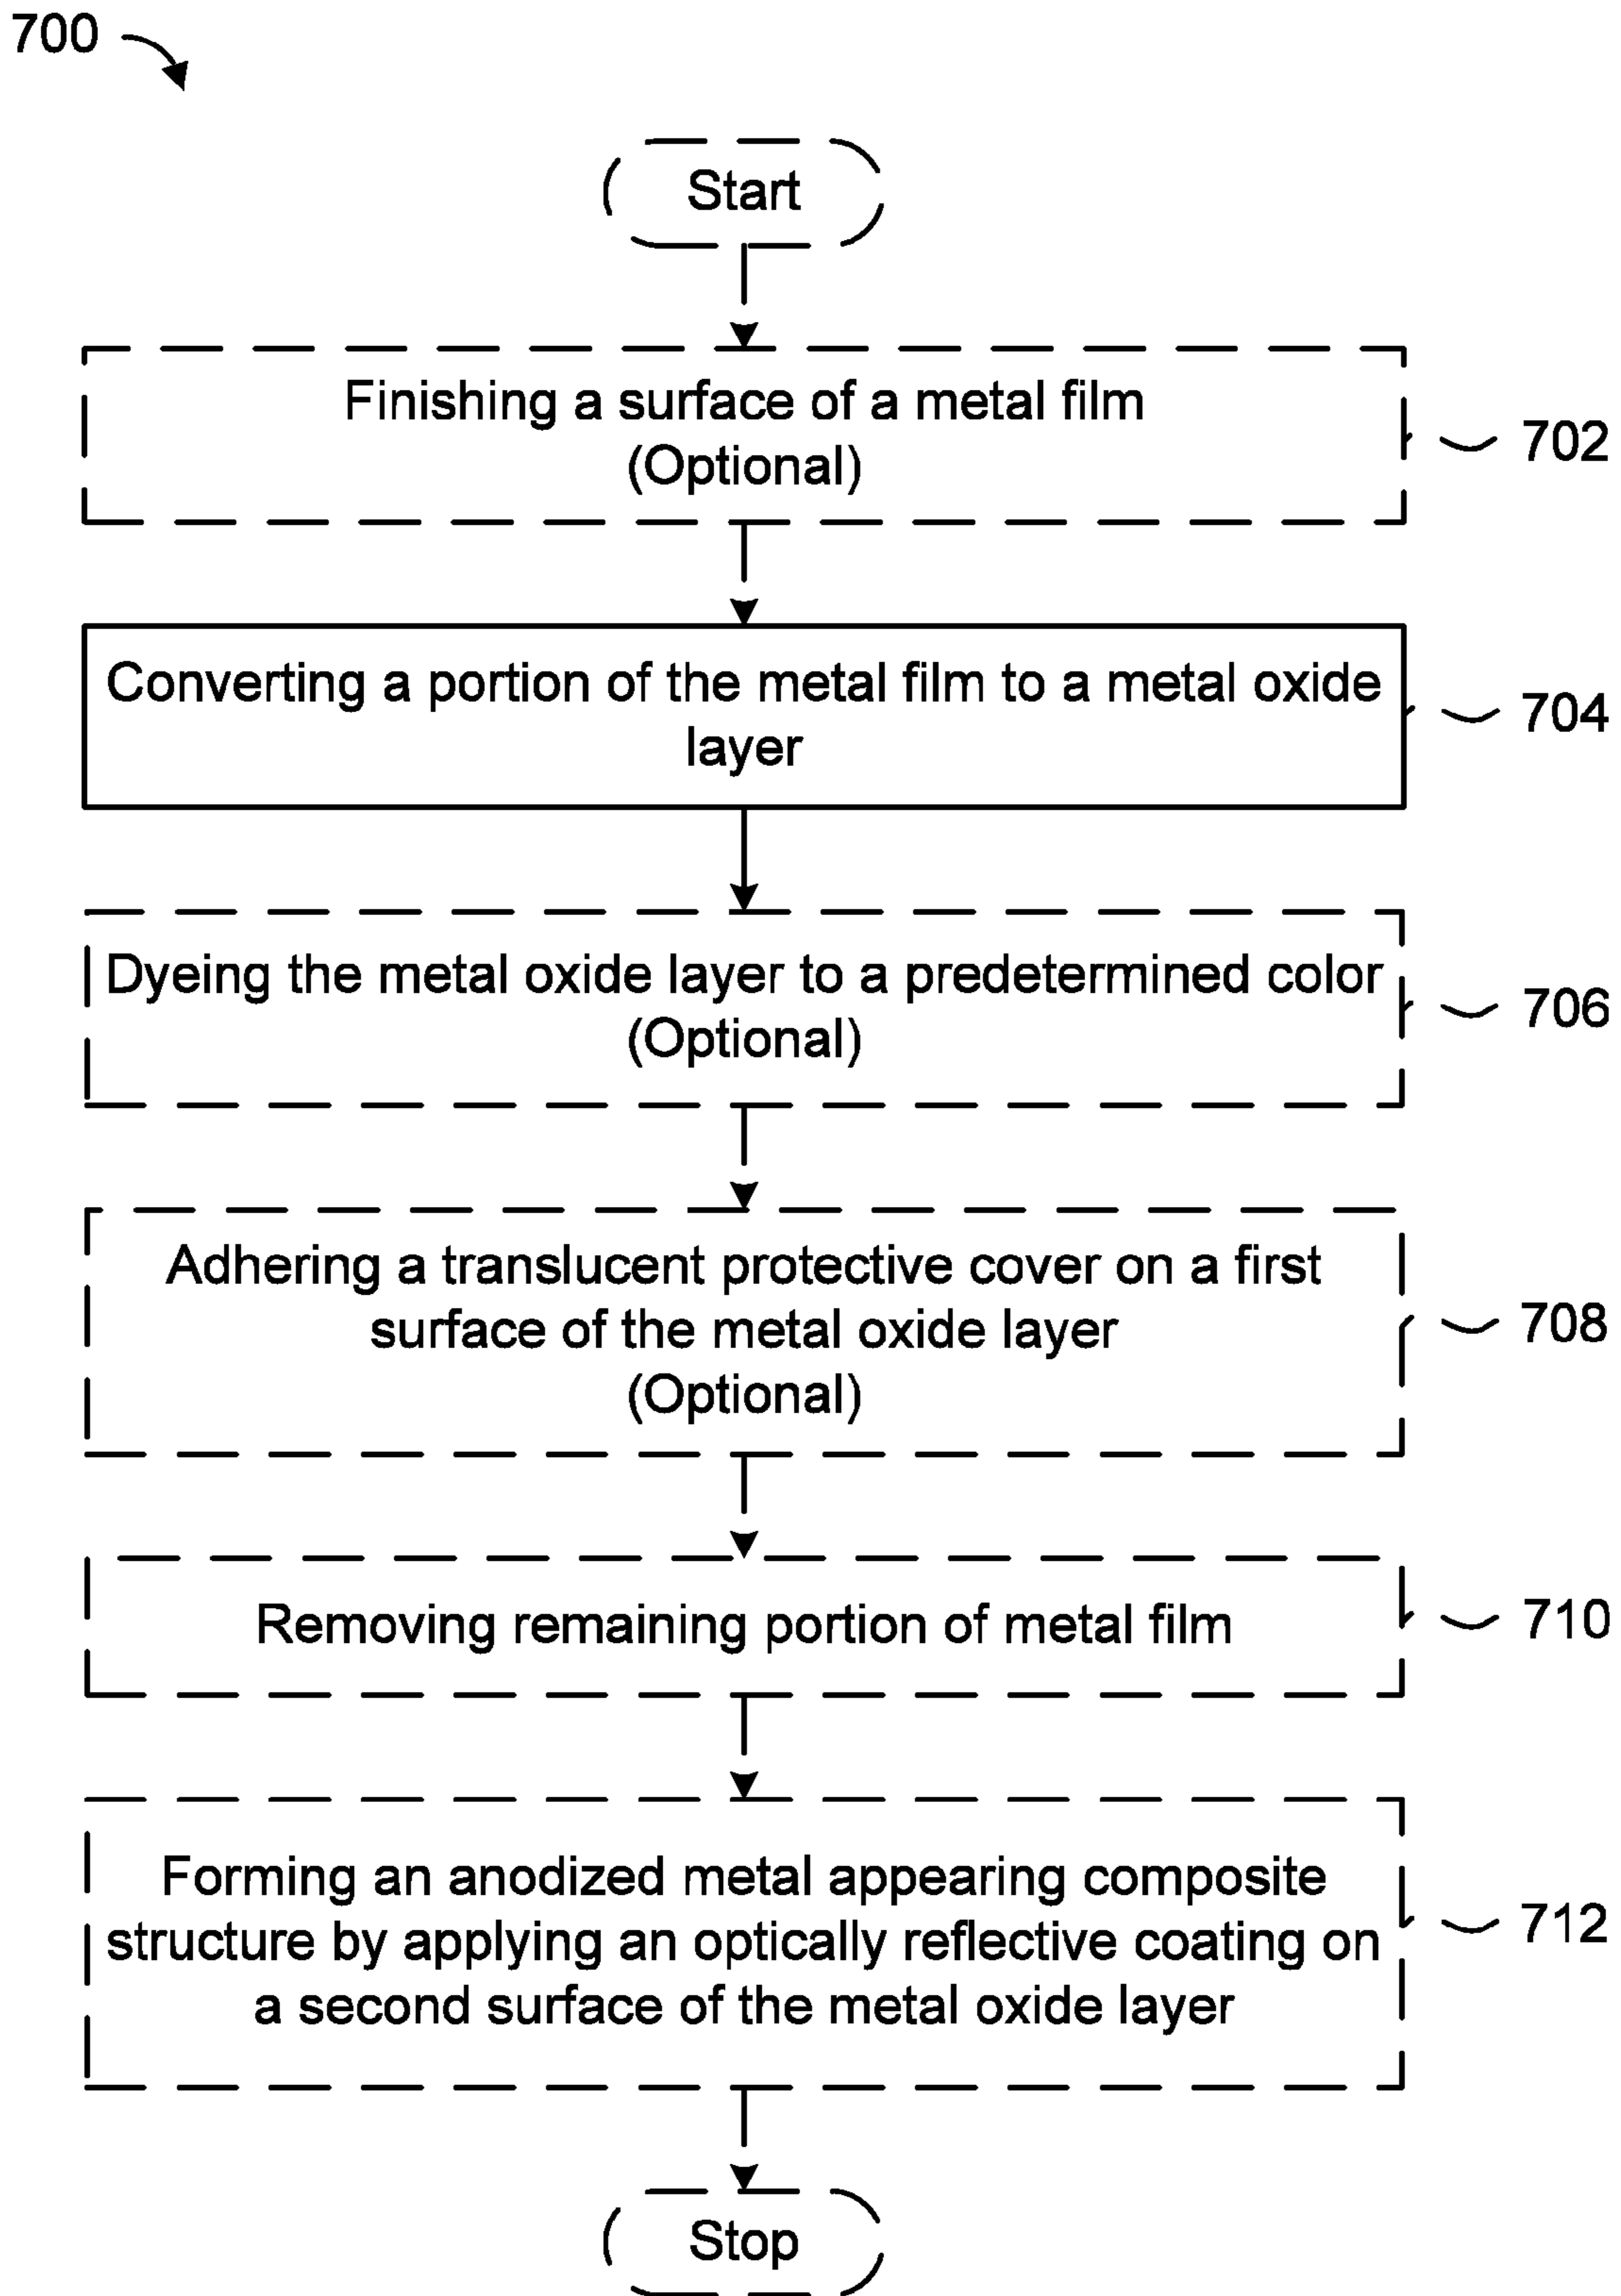 700
Start
Finishing a surface of a metal film
(Optional)
702
Converting a portion of the metal film to a metal oxide
layer
704
Dyeing the metal oxide layer to a predetermined color
(Optional)
706
Adhering a translucent protective cover on a first
surface of the metal oxide layer
(Optional)
708
Removing remaining portion of metal film
710
Forming an anodized metal appearing composite
structure by applying an optically reflective coating on
a second surface of the metal oxide layer
712
Stop